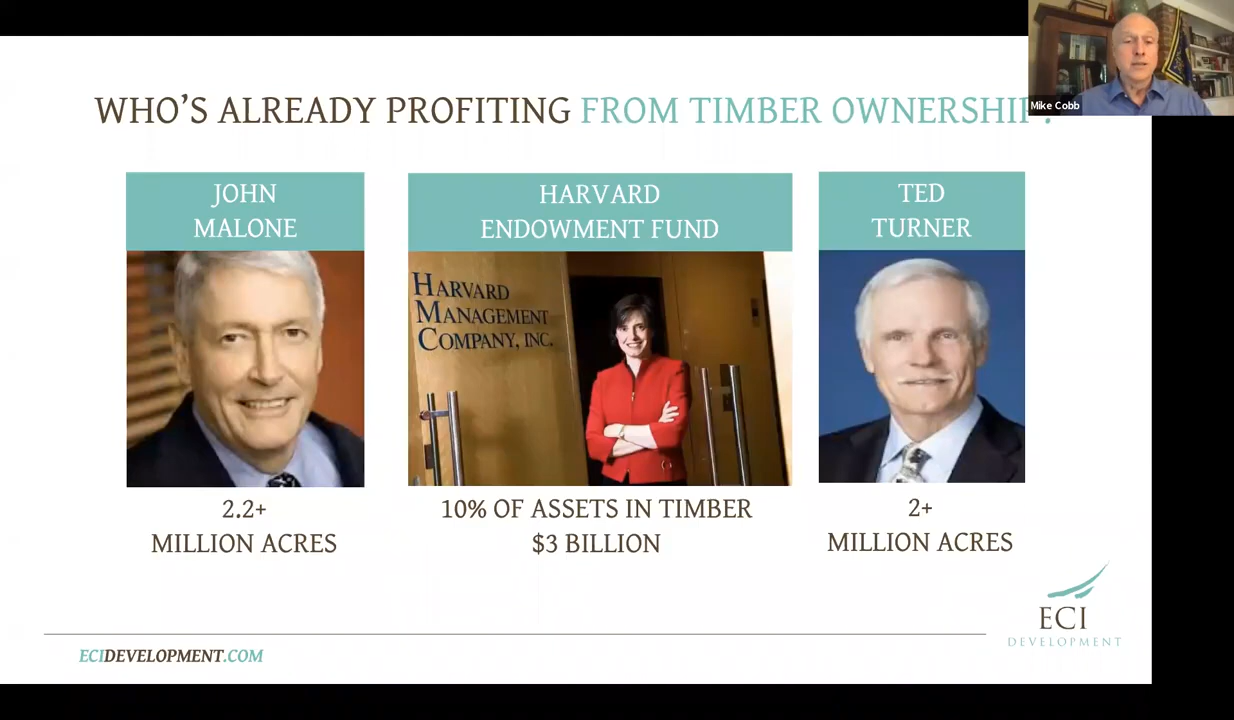 Mike Cobb
WHO'S ALREADY PROFITING FROM TIMBER OWNERSHIP?
JOHN
MALONE
HARVARD
ENDOWMENT FUND
TED
TURNER
HARVARD
MANAGEMENT
COMPANY, INC.
2.2+
MILLION ACRES
10% OF ASSETS IN TIMBER
$3 BILLION
2+
MILLION ACRES
ECI
DEVELOPMENT
ECIDEVELOPMENT.COM